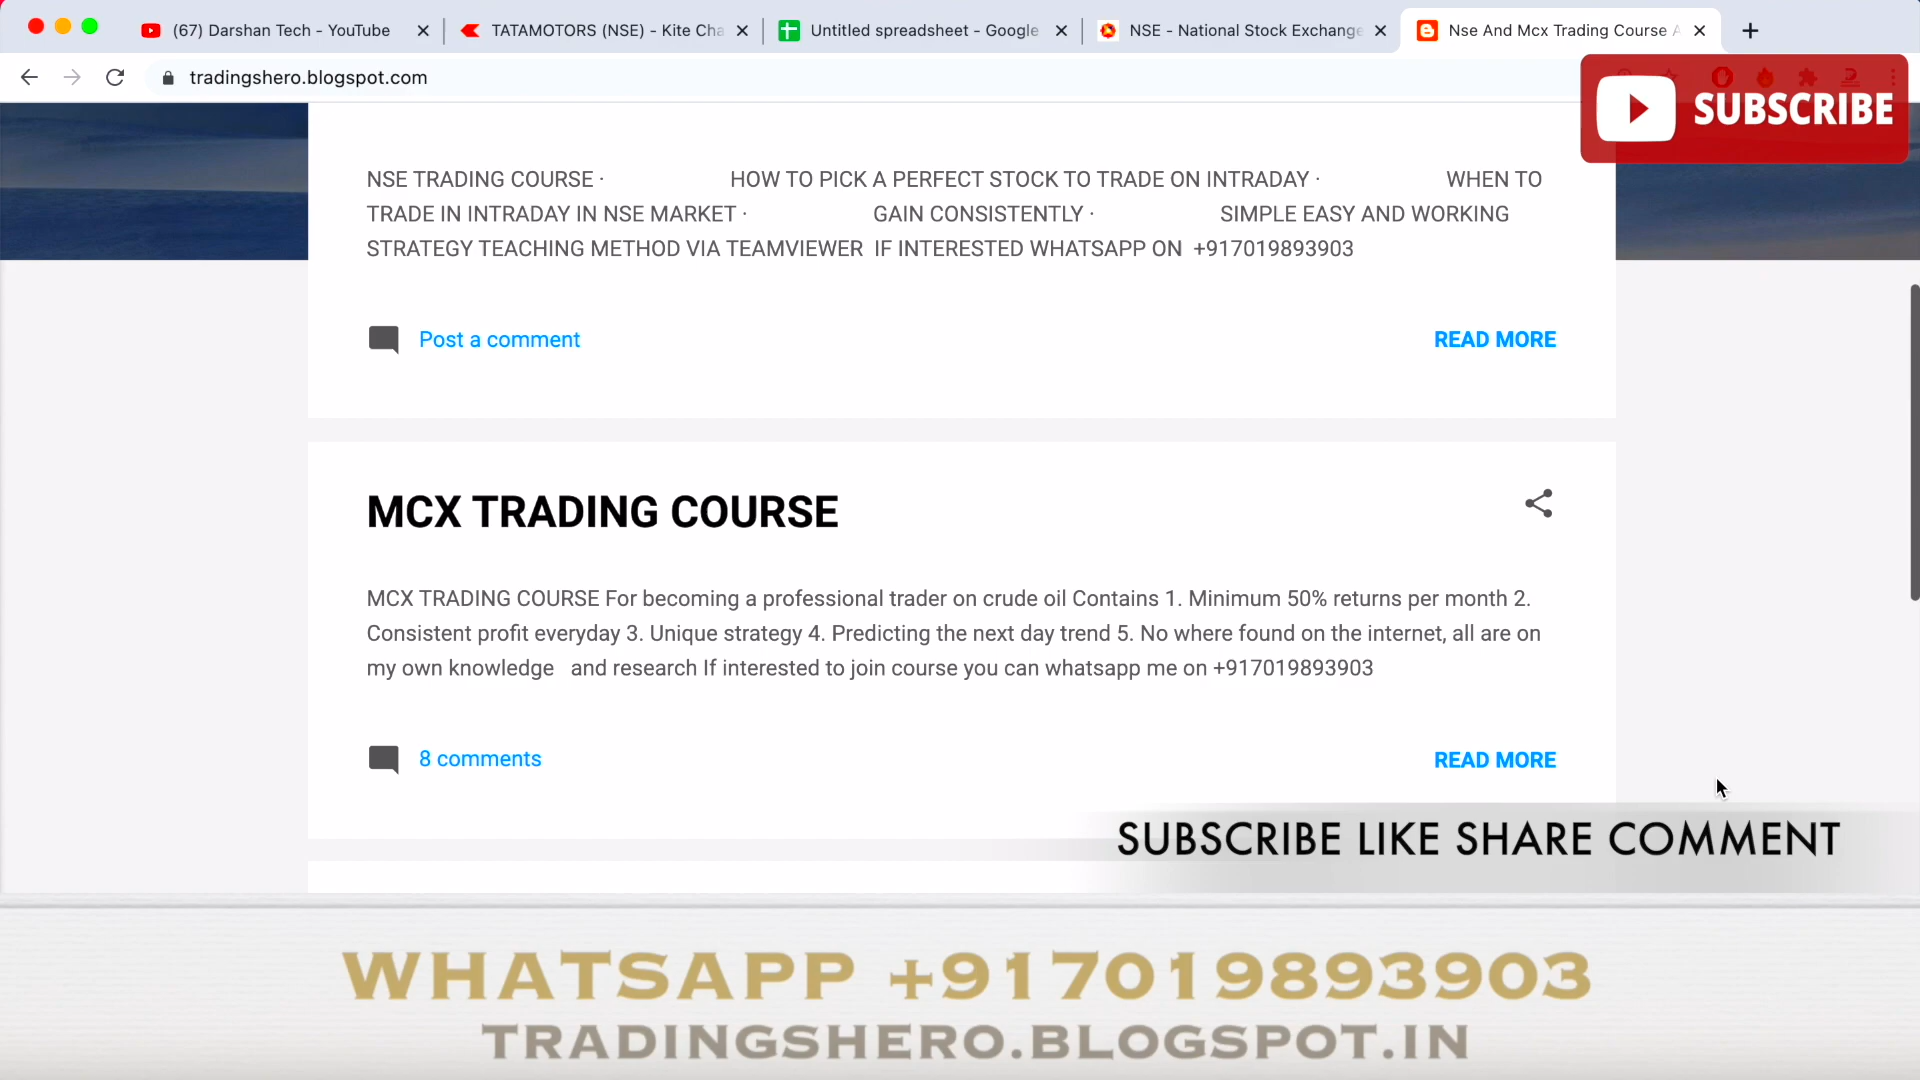 (67) Darshan Tech - YouTube
TATAMOTORS (NSE) - Kite Cha
Untitled spreadsheet - Google
NSE - National Stock Exchange
Nse And Mcx Trading Course A
tradingshero.blogspot.com
SUBSCRIBE
NSE TRADING COURSE · HOW TO PICK A PERFECT STOCK TO TRADE ON INTRADAY · WHEN TO
TRADE IN INTRADAY IN NSE MARKET · GAIN CONSISTENTLY · SIMPLE EASY AND WORKING
STRATEGY TEACHING METHOD VIA TEAMVIEWER IF INTERESTED WHATSAPP ON +917019893903
Post a comment
READ MORE
MCX TRADING COURSE
MCX TRADING COURSE For becoming a professional trader on crude oil Contains 1. Minimum 50% returns per month 2.
Consistent profit everyday 3. Unique strategy 4. Predicting the next day trend 5. No where found on the internet, all are on
my own knowledge and research If interested to join course you can whatsapp me on +917019893903
8 comments
READ MORE
SUBSCRIBE LIKE SHARE COMMENT
WHATSAPP +917019893903
TRADINGSHERO.BLOGSPOT.IN